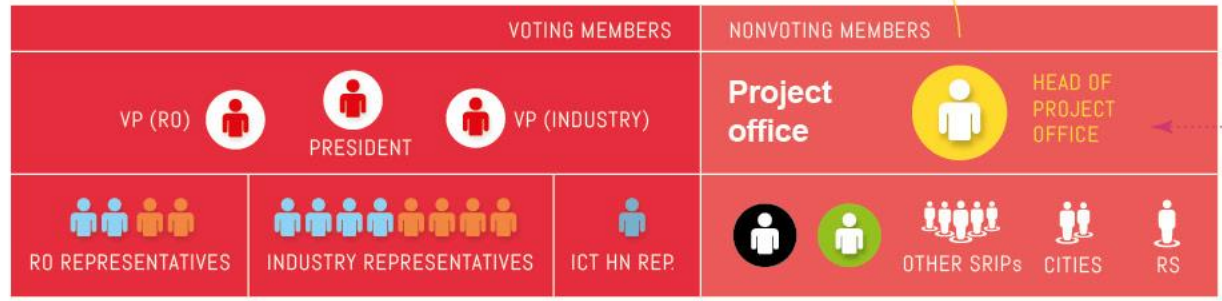 VOTING MEMBERS
NONVOTING MEMBERS
VP (RO)
PRESIDENT
VP (INDUSTRY)
Project
office
HEAD OF
PROJECT
OFFICE
RO REPRESENTATIVES
INDUSTRY REPRESENTATIVES
ICT HN REP.
OTHER SRIPs
CITIES
RS